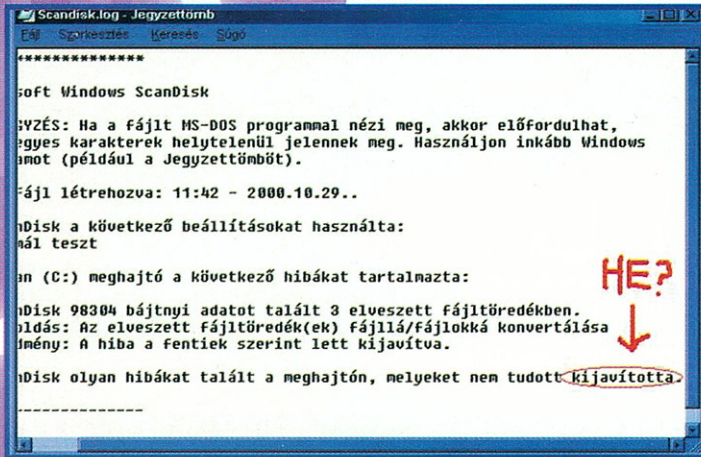 Scandisk.log - Jegyzettömb
Fájl Szerkesztés Keresés Súgó
**************
soft Windows ScanDisk
GYZÉS: Ha a fájlt MS-DOS programmal nézi meg, akkor előfordulhat,
egyes karakterek helytelenül jelennek meg. Használjon inkább Windows
amot (például a Jegyzettömböt).
Fájl létrehozva: 11:42 - 2000.10.29..
nDisk a következő beállításokat használta:
mál teszt
an (C:) meghajtó a következő hibákat tartalmazta:
HE?
nDisk 98304 bájtnyi adatot talált 3 elveszett fájltöredékben.
oldás: Az elveszett fájltöredék(ek) fájllá/fájlokká konvertálása
dmény: A hiba a fentiek szerint lett kijavítva.
nDisk olyan hibákat talált a meghajtón, melyeket nem tudott kijavította.
--------------